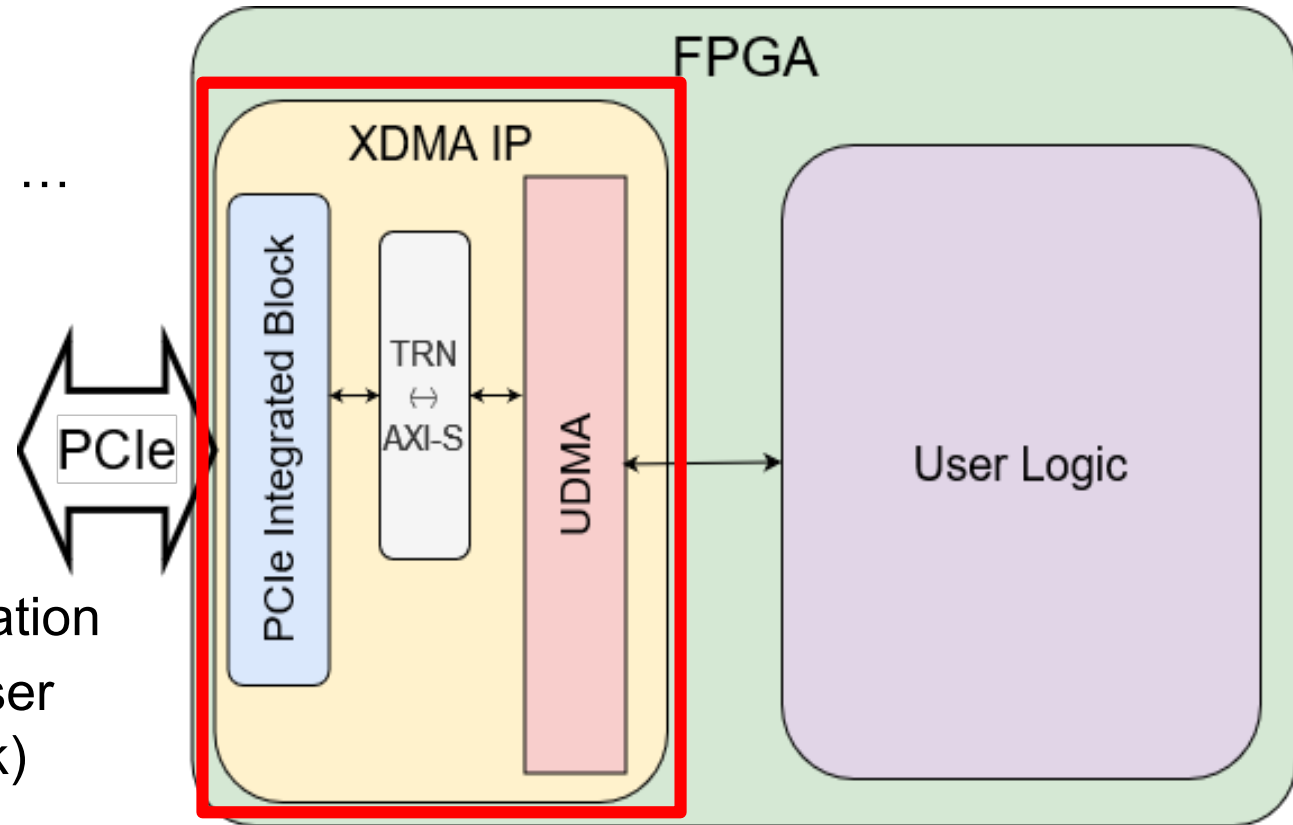 FPGA
XDMA IP
…
PCIe Integrated Block
TRN
↔
AXI-S
UDMA
PCIe
User Logic
ation
ser
k)